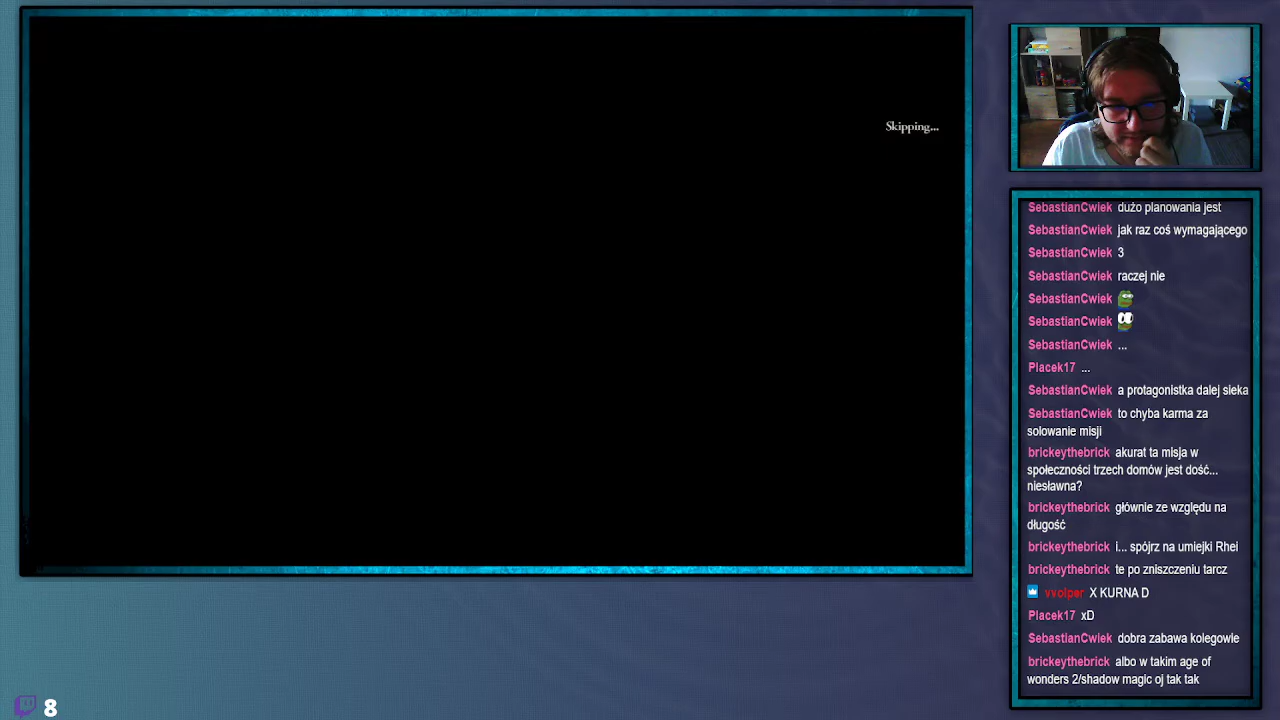 Skipping...
SebastianCwiek dużo planowania jest
SebastianCwiek jak raz coś wymagającego
SebastianCwiek 3
SebastianCwiek raczej nie
SebastianCwiek
SebastianCwiek
SebastianCwiek ...
Placek17 ...
SebastianCwiek a protagonistka dalej sieka
SebastianCwiek to chyba karma za
solowanie misji
brickeythebrick akurat ta misja w
społeczności trzech domów jest dość...
niesławna?
brickeythebrick głównie ze względu na
długość
brickeythebrick i... spójrz na umiejki Rhei
brickeythebrick te po zniszczeniu tarcz
vvolper X KURNA D
Placek17 xD
SebastianCwiek dobra zabawa kolegowie
brickeythebrick albo w takim age of
wonders 2/shadow magic oj tak tak
8